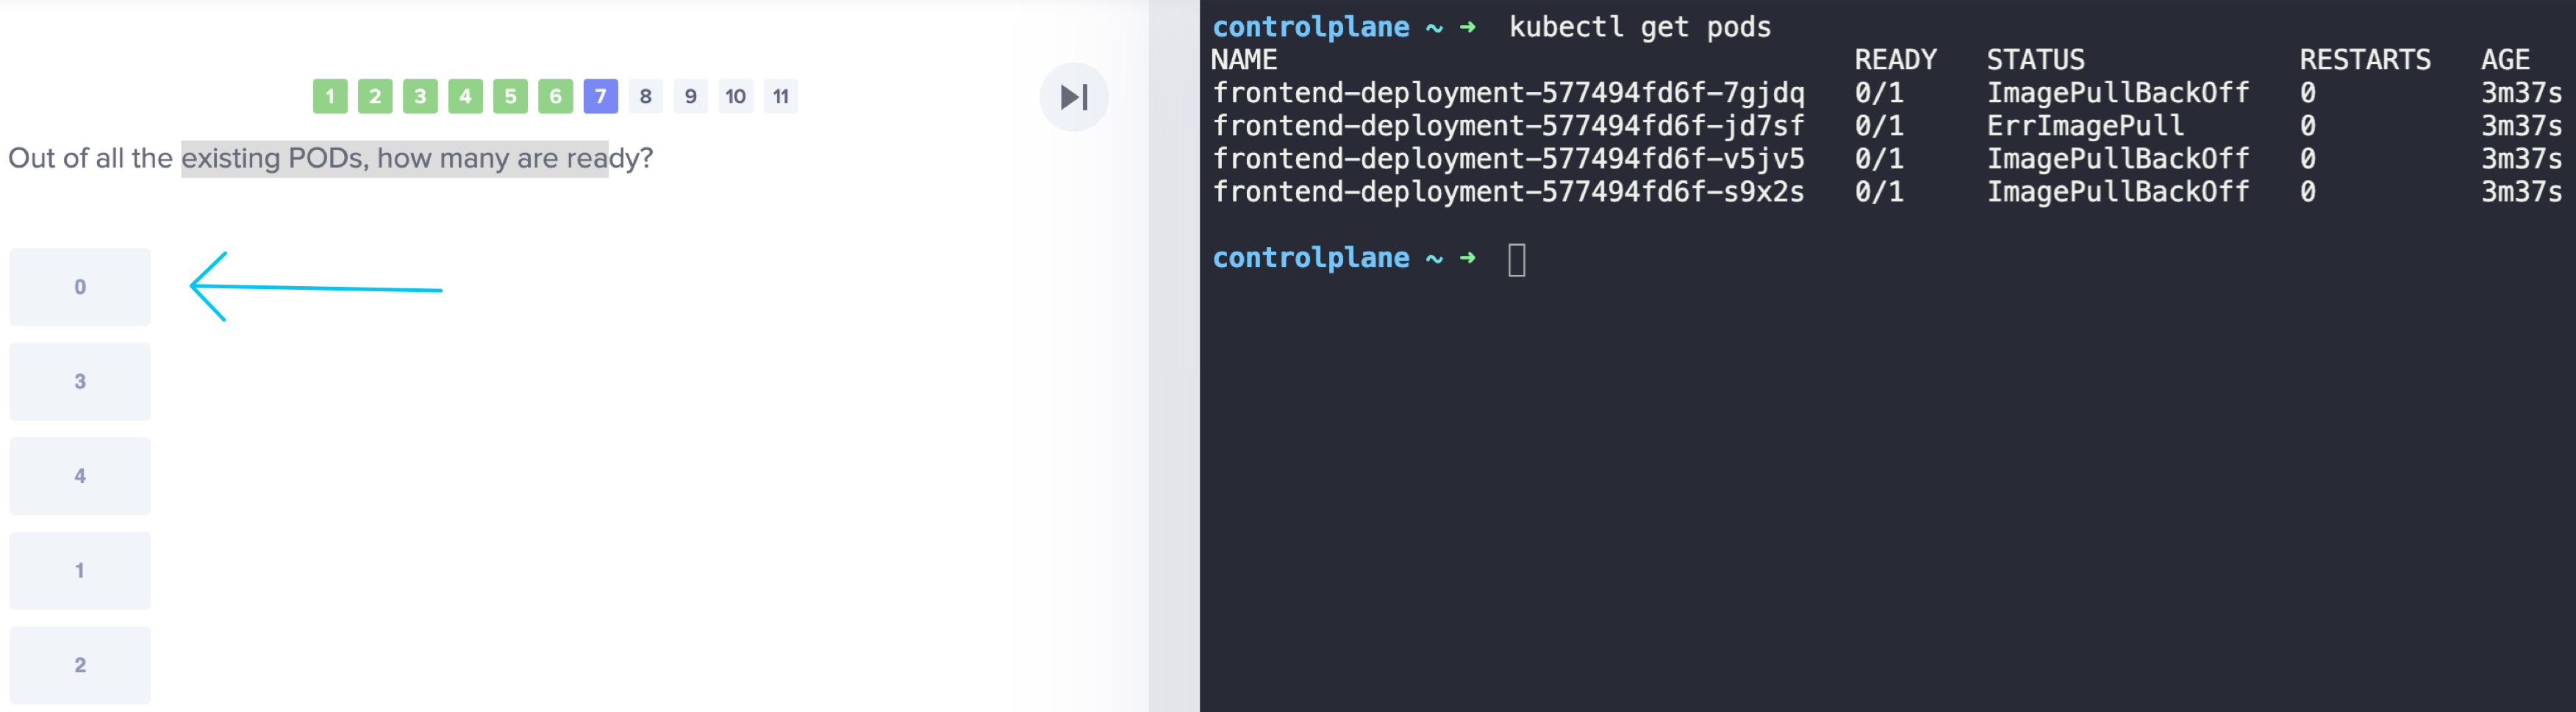 1 2 3 4 5 6 7 8 9 10 11
Out of all the existing PODs, how many are ready?
0
3
4
1
2
controlplane ~ ➜  kubectl get pods
NAME                                   READY   STATUS             RESTARTS   AGE
frontend-deployment-577494fd6f-7gjdq   0/1     ImagePullBackOff   0          3m37s
frontend-deployment-577494fd6f-jd7sf   0/1     ErrImagePull       0          3m37s
frontend-deployment-577494fd6f-v5jv5   0/1     ImagePullBackOff   0          3m37s
frontend-deployment-577494fd6f-s9x2s   0/1     ImagePullBackOff   0          3m37s
controlplane ~ ➜